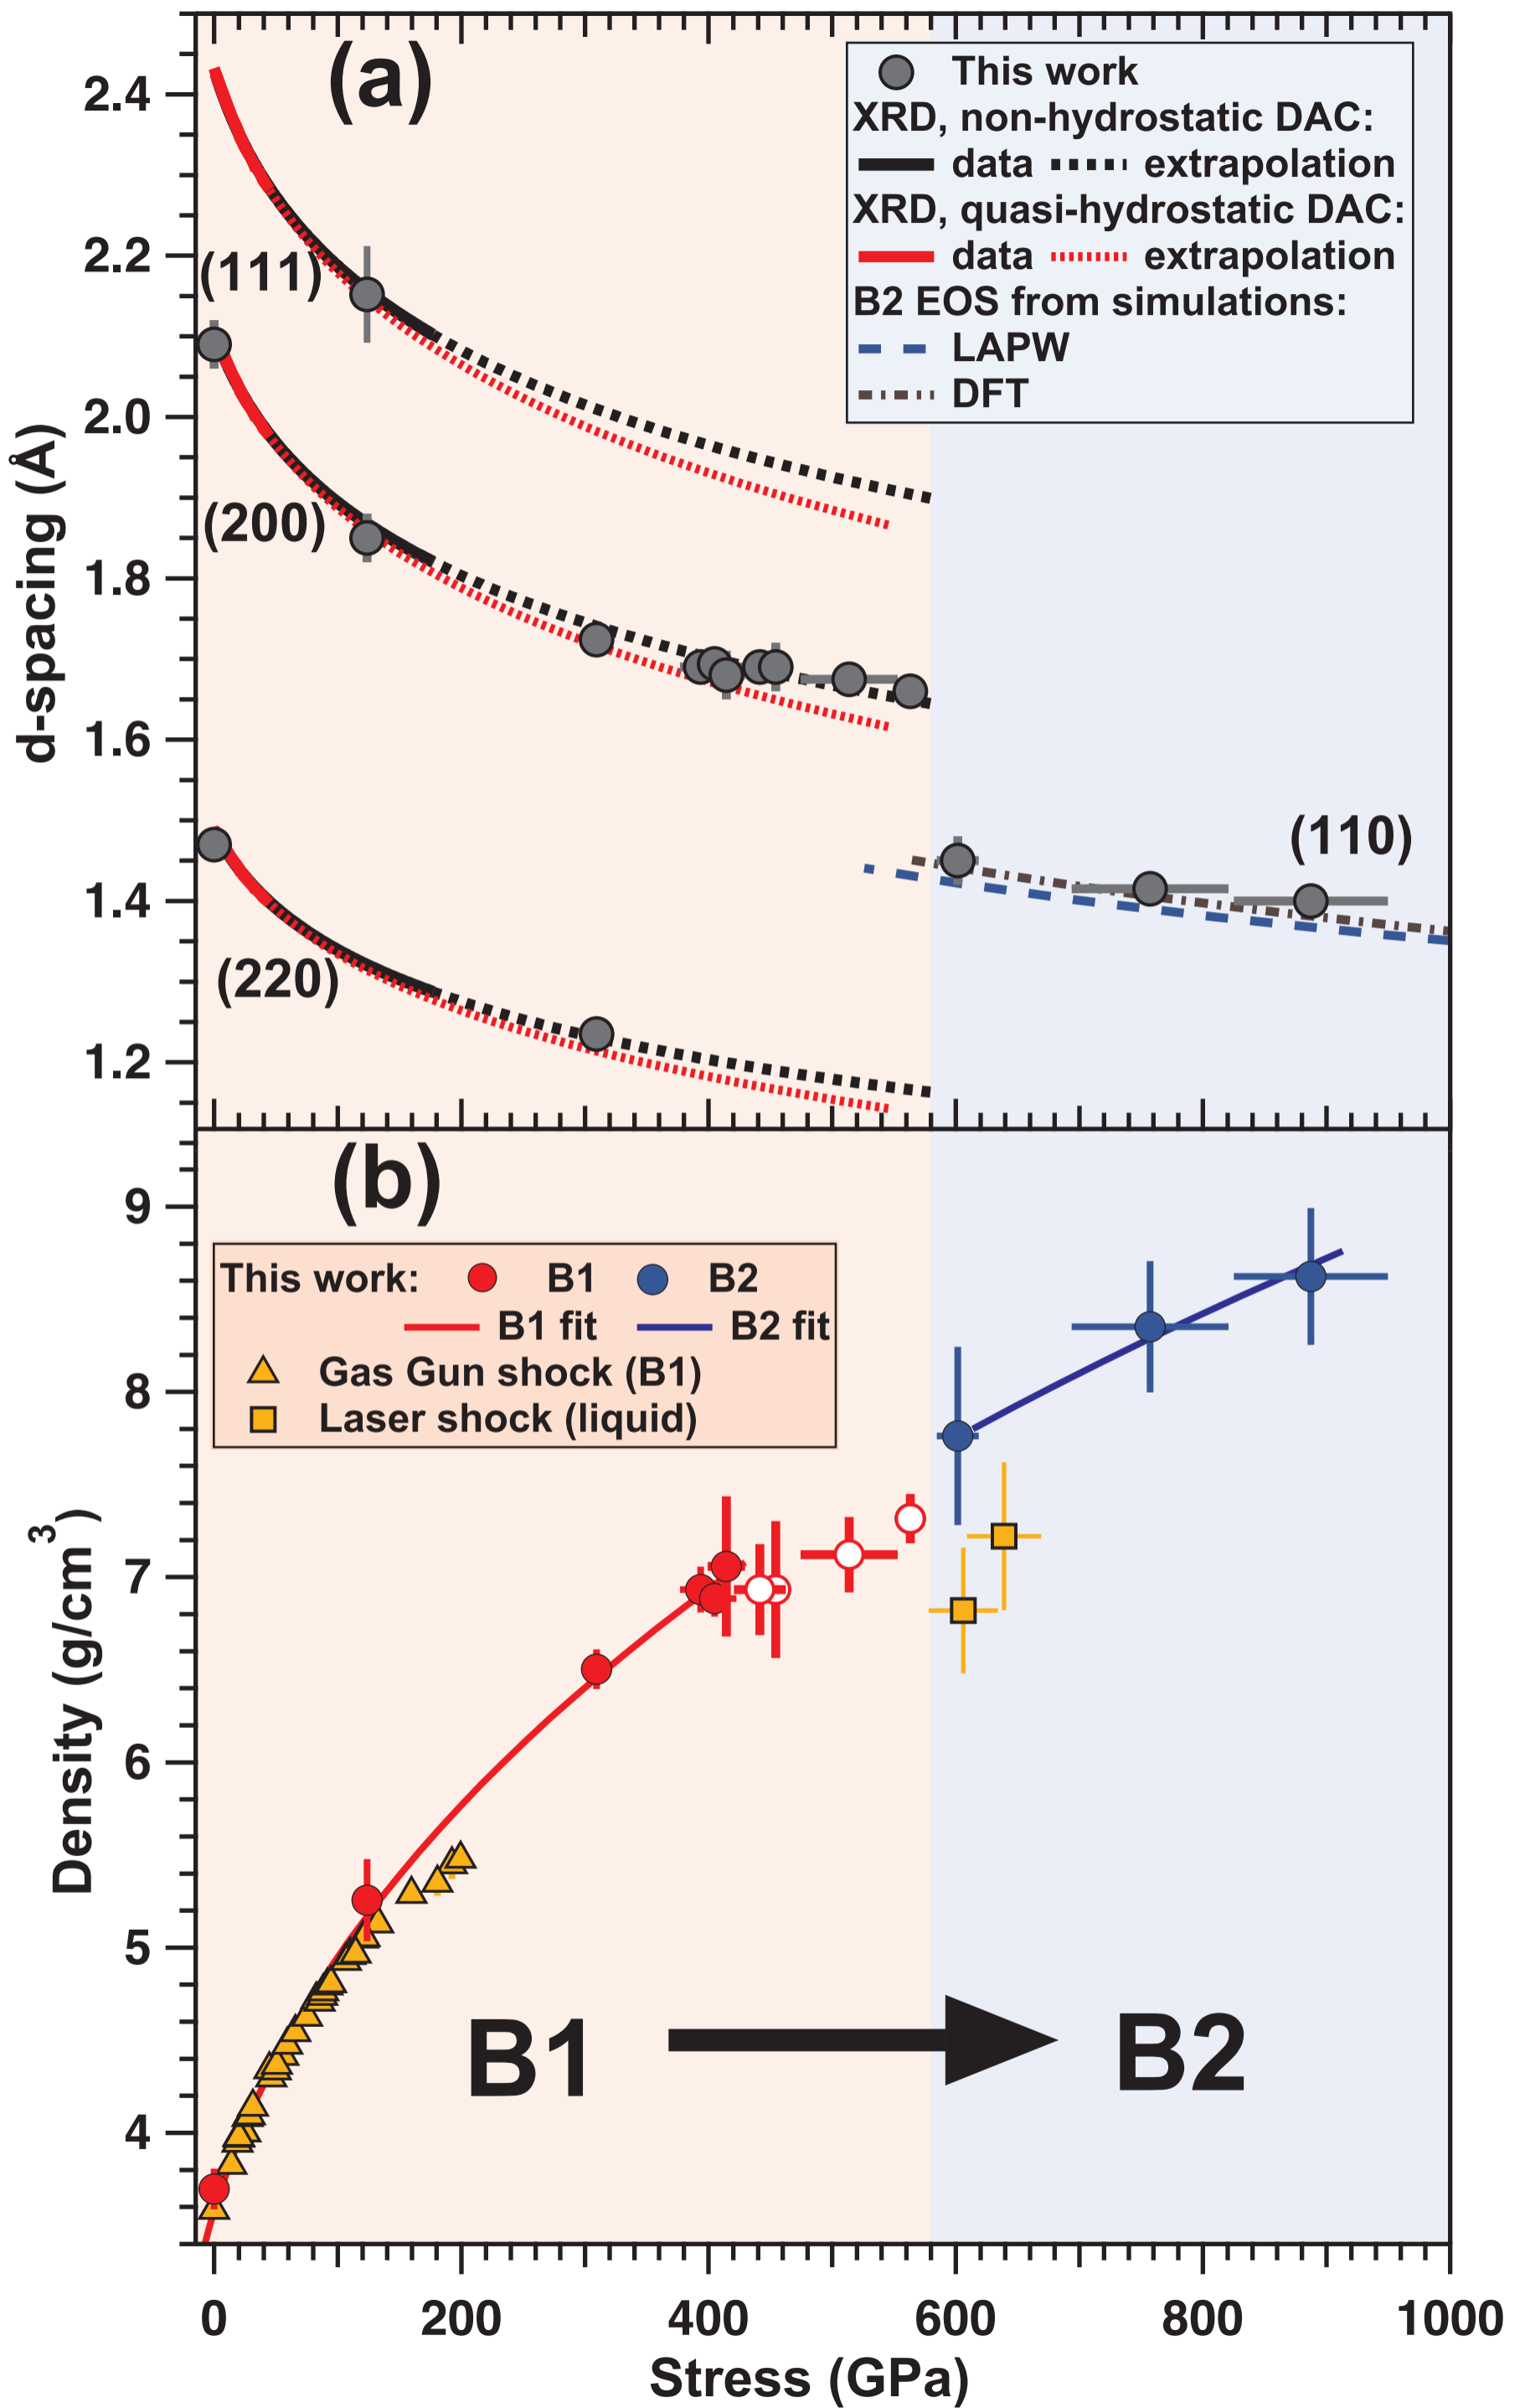 (a)
This work
XRD, non-hydrostatic DAC:
data extrapolation
XRD, quasi-hydrostatic DAC:
data extrapolation
B2 EOS from simulations:
LAPW
DFT
d-spacing (Å)
2.4
2.2
2.0
1.8
1.6
1.4
1.2
(111)
(200)
(220)
(110)
(b)
This work: B1 B2
B1 fit B2 fit
Gas Gun shock (B1)
Laser shock (liquid)
Density (g/cm³)
9
8
7
6
5
4
B1 B2
0 200 400 600 800 1000
Stress (GPa)